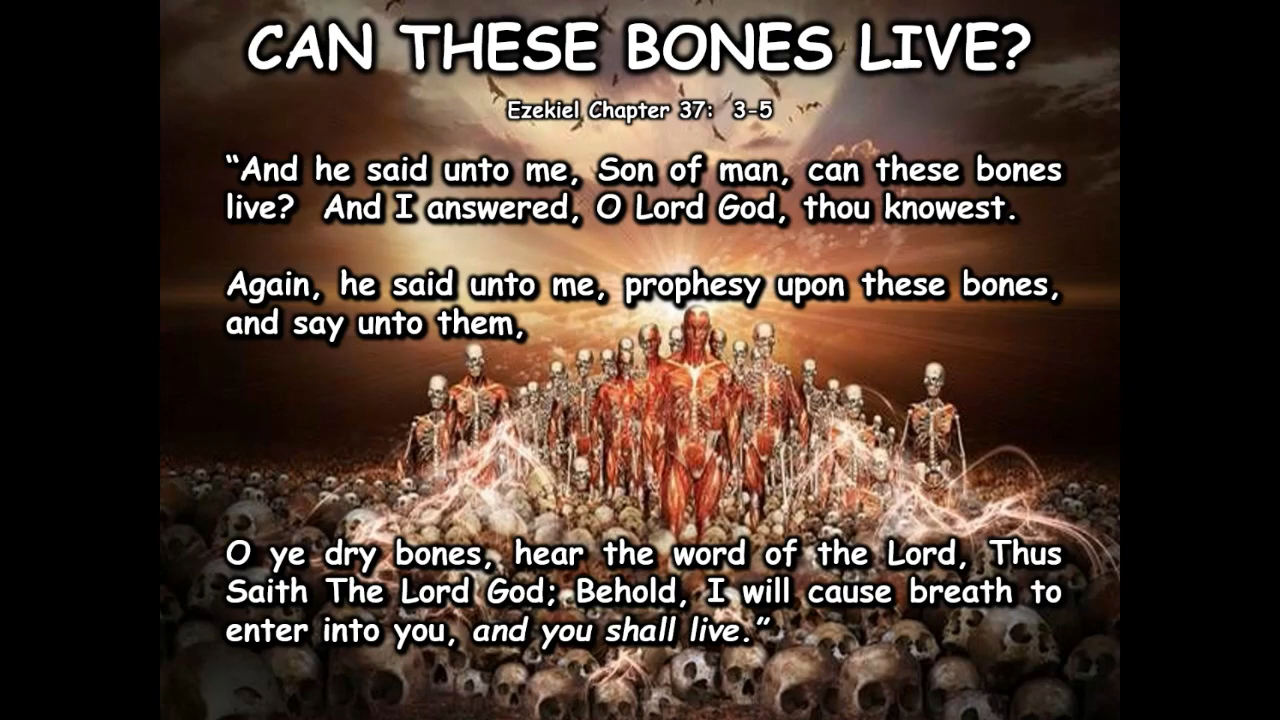 CAN THESE BONES LIVE?
Ezekiel Chapter 37:  3-5
“And he said unto me, Son of man, can these bones
live?  And I answered, O Lord God, thou knowest.
Again, he said unto me, prophesy upon these bones,
and say unto them,
O ye dry bones, hear the word of the Lord, Thus
Saith The Lord God; Behold, I will cause breath to
enter into you, and you shall live.”